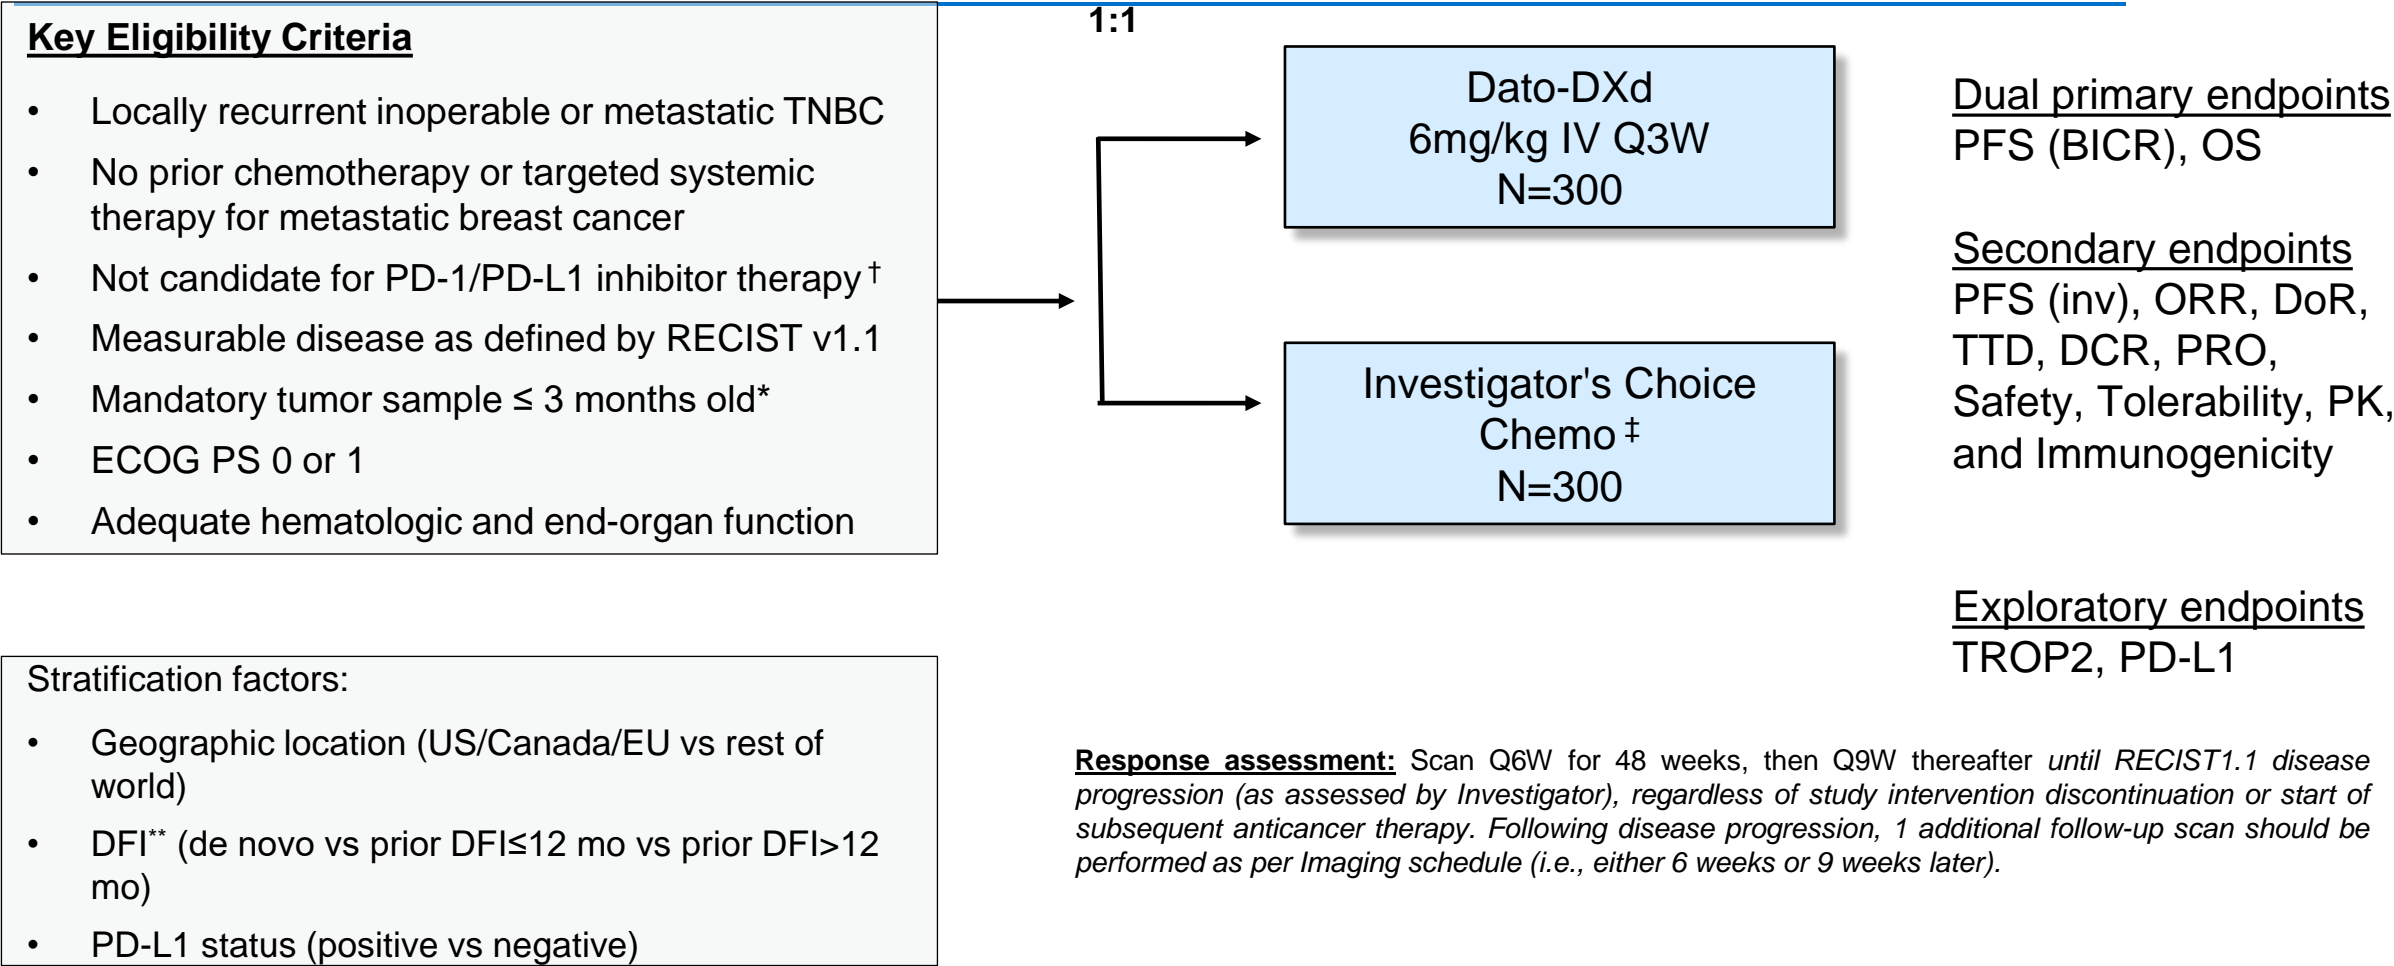 Key Eligibility Criteria
• Locally recurrent inoperable or metastatic TNBC
• No prior chemotherapy or targeted systemic
therapy for metastatic breast cancer
• Not candidate for PD-1/PD-L1 inhibitor therapy †
• Measurable disease as defined by RECIST v1.1
• Mandatory tumor sample ≤ 3 months old*
• ECOG PS 0 or 1
• Adequate hematologic and end-organ function
Stratification factors:
• Geographic location (US/Canada/EU vs rest of
world)
• DFI** (de novo vs prior DFI≤12 mo vs prior DFI>12
mo)
• PD-L1 status (positive vs negative)
1:1
Dato-DXd
6mg/kg IV Q3W
N=300
Investigator's Choice
Chemo ‡
N=300
Dual primary endpoints
PFS (BICR), OS
Secondary endpoints
PFS (inv), ORR, DoR,
TTD, DCR, PRO,
Safety, Tolerability, PK,
and Immunogenicity
Exploratory endpoints
TROP2, PD-L1
Response assessment: Scan Q6W for 48 weeks, then Q9W thereafter until RECIST1.1 disease
progression (as assessed by Investigator), regardless of study intervention discontinuation or start of
subsequent anticancer therapy. Following disease progression, 1 additional follow-up scan should be
performed as per Imaging schedule (i.e., either 6 weeks or 9 weeks later).